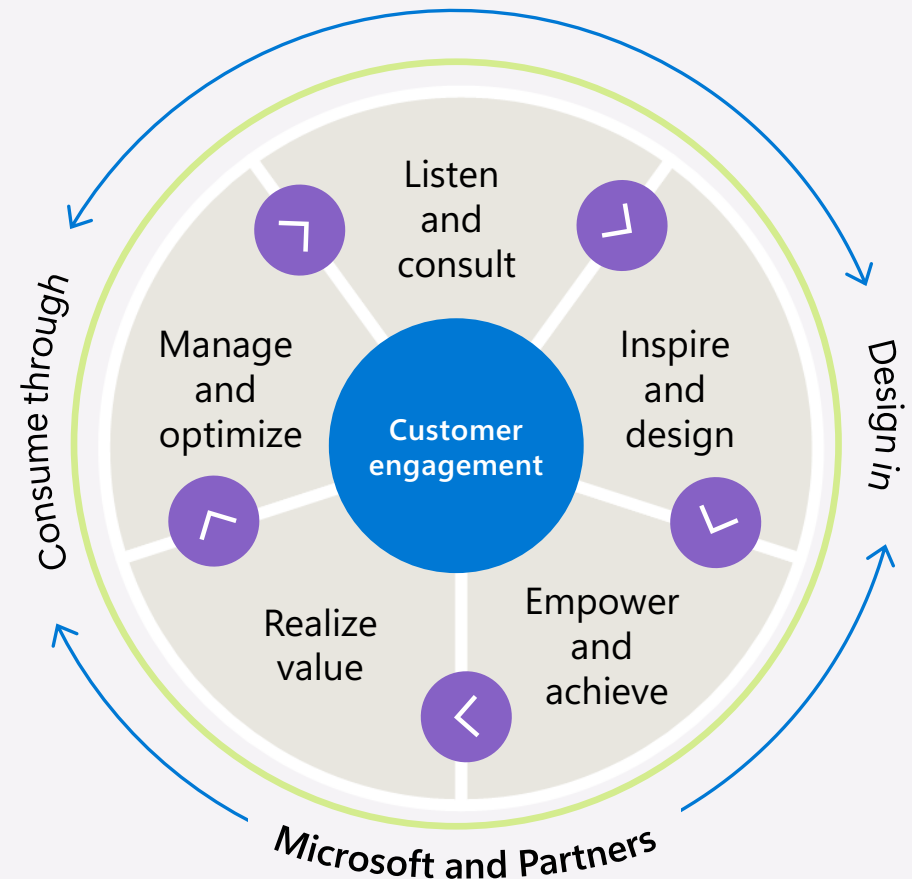 Listen
and
consult
Inspire
and
design
Empower
and
achieve
Realize
value
Manage
and
optimize
Customer
engagement
Consume through
Design in
Microsoft and Partners